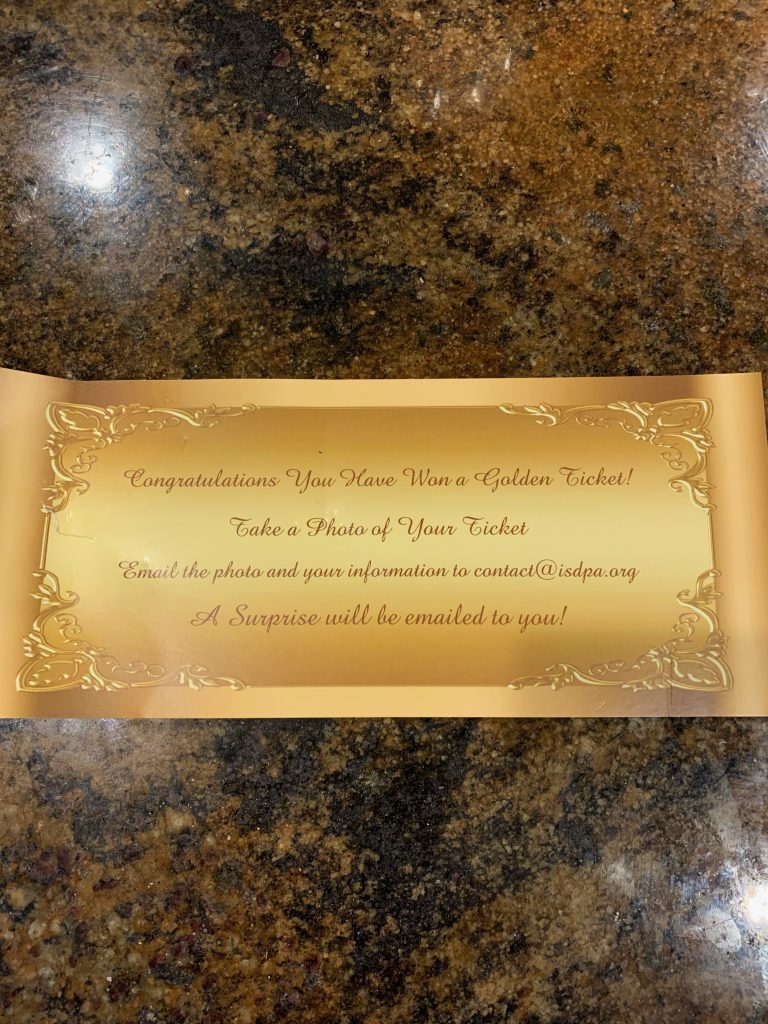 Congratulations You Have Won a Golden Ticket!
Take a Photo of Your Ticket
Email the photo and your information to contact@isdpa.org
A Surprise will be emailed to you!